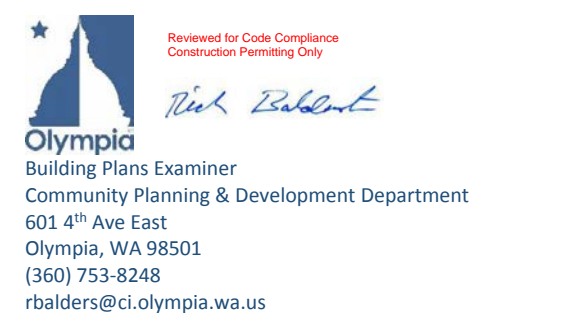 Reviewed for Code Compliance
Construction Permitting Only
Rich
Olympia
Building Plans Examiner
Community Planning & Development Department
601 4th Ave East
Olympia, WA 98501
(360) 753-8248
rbalders@ci.olympia.wa.us